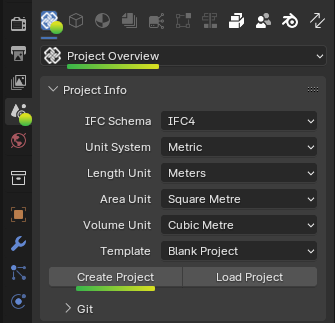 Project Overview
Project Info
IFC Schema IFC4
Unit System Metric
Length Unit Meters
Area Unit Square Metre
Volume Unit Cubic Metre
Template Blank Project
Create Project Load Project
Git